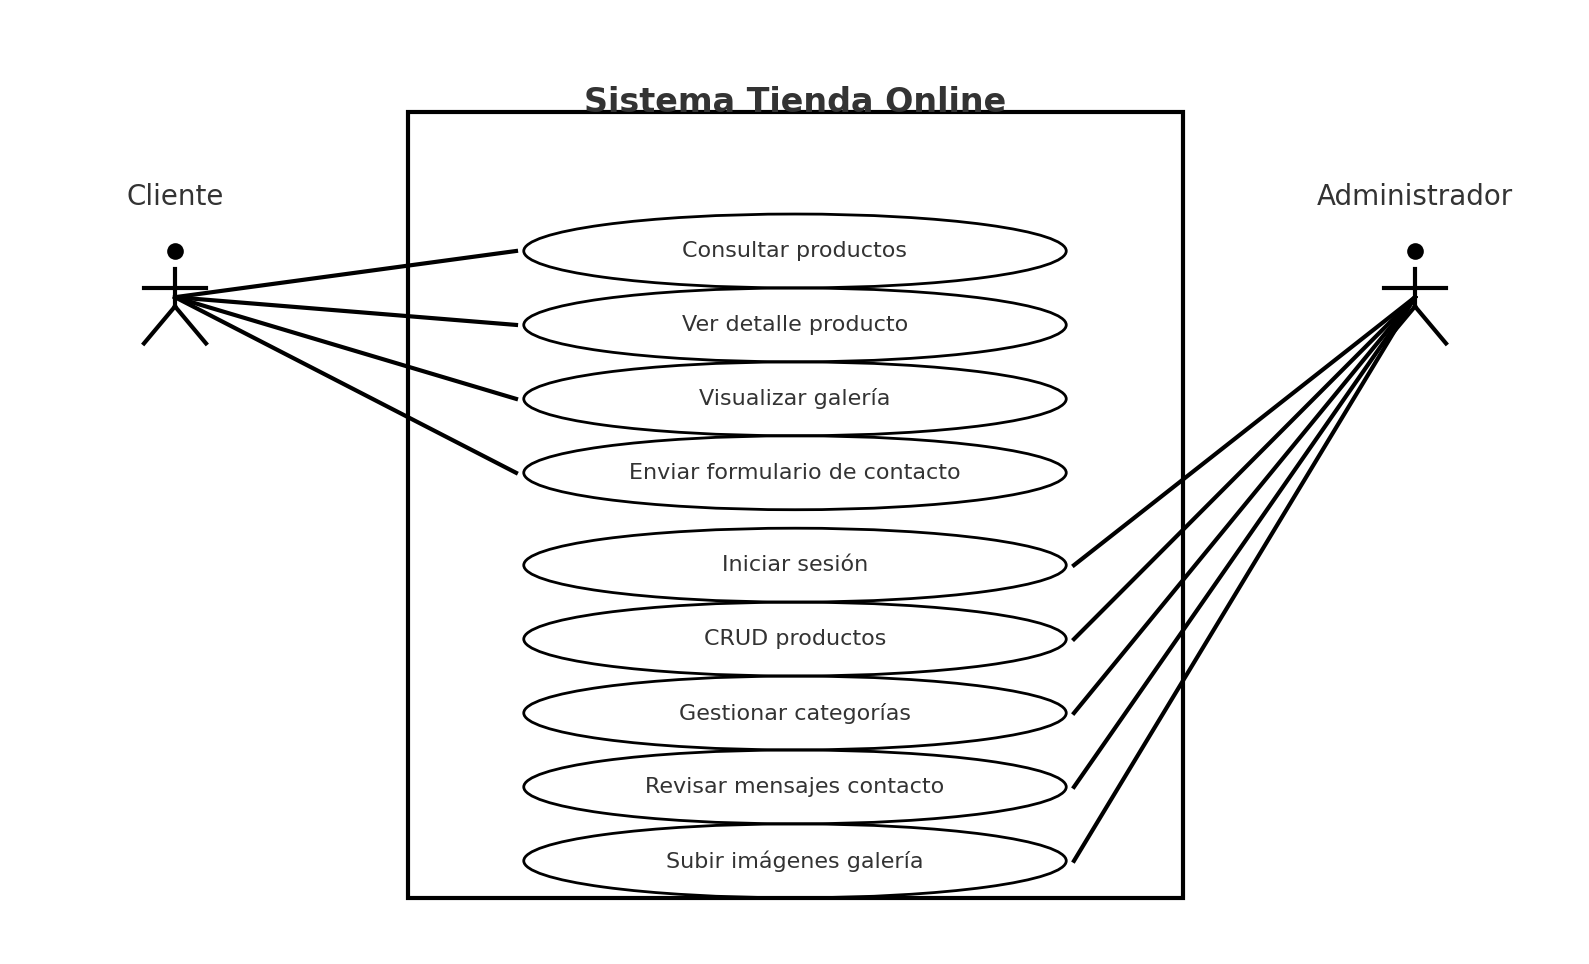 Sistema Tienda Online
Cliente
Administrador
Consultar productos
Ver detalle producto
Visualizar galería
Enviar formulario de contacto
Iniciar sesión
CRUD productos
Gestionar categorías
Revisar mensajes contacto
Subir imágenes galería